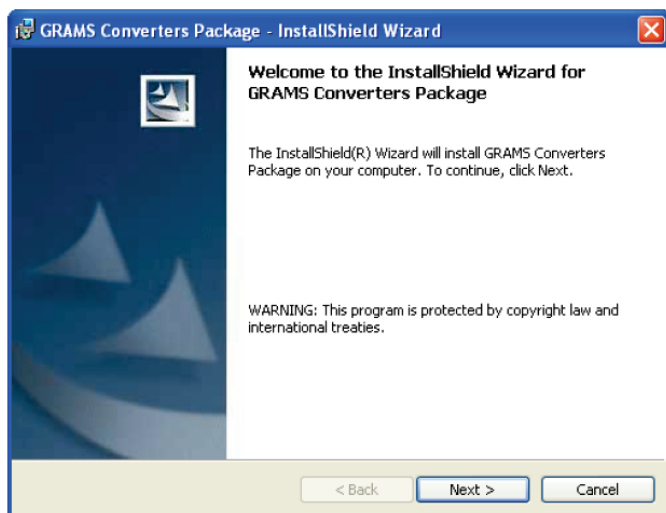 GRAMS Converters Package - InstallShield Wizard
Welcome to the InstallShield Wizard for
GRAMS Converters Package
The InstallShield(R) Wizard will install GRAMS Converters
Package on your computer. To continue, click Next.
WARNING: This program is protected by copyright law and
international treaties.
< Back
Next >
Cancel